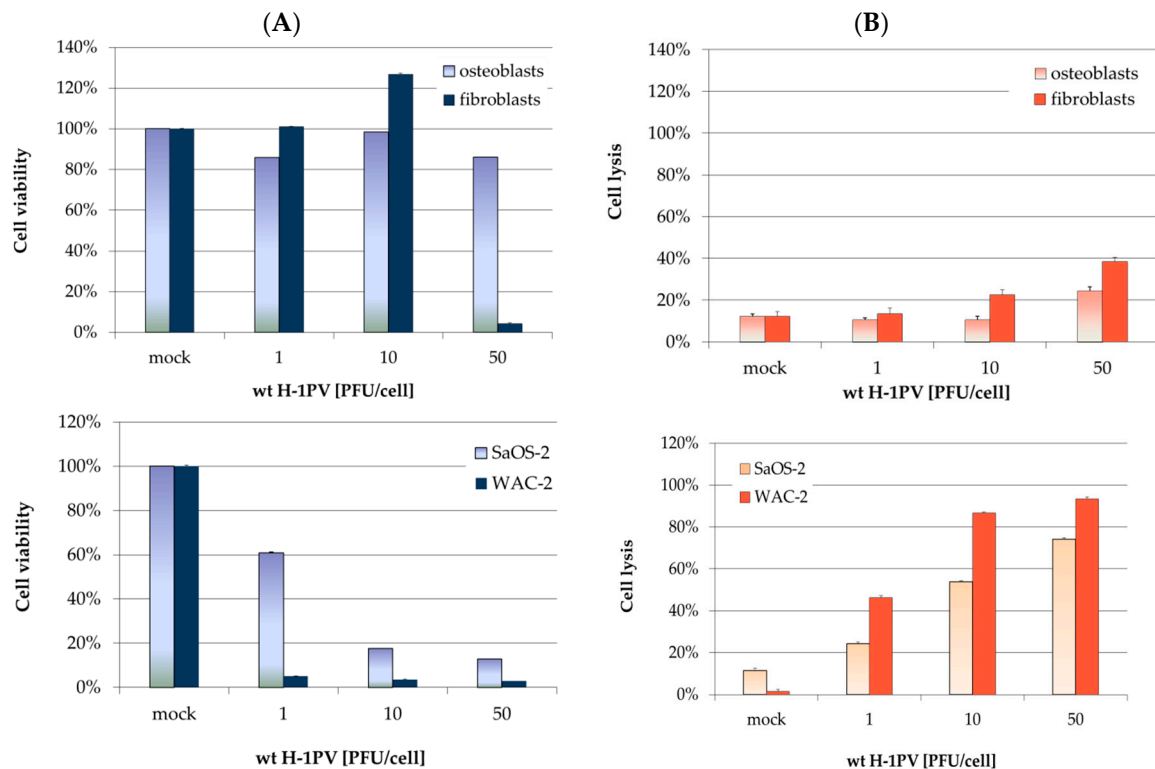 (A)
140%
120%
100%
80%
60%
40%
20%
0%
Cell viability
osteoblasts
fibroblasts
mock 1 10 50
wt H-1PV [PFU/cell]
(B)
140%
120%
100%
80%
60%
40%
20%
0%
Cell lysis
osteoblasts
fibroblasts
mock 1 10 50
wt H-1PV [PFU/cell]
120%
100%
80%
60%
40%
20%
0%
Cell viability
SaOS-2
WAC-2
mock 1 10 50
wt H-1PV [PFU/cell]
120%
100%
80%
60%
40%
20%
0%
Cell lysis
SaOS-2
WAC-2
mock 1 10 50
wt H-1PV [PFU/cell]